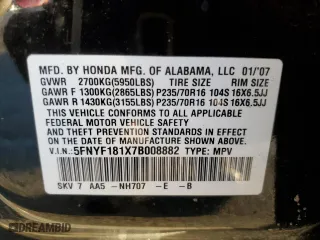 MFD. BY HONDA MFG. OF ALABAMA, LLC 01/'07
GVWR 2700KG(5950LBS) TIRE SIZE RIM SIZE
GAWR F 1300KG(2865LBS) P235/70R16 104S 16X6.5JJ
GAWR R 1430KG(3155LBS) P235/70R16 104S 16X6.5JJ
THIS VEHICLE CONFORMS TO ALL APPLICABLE
FEDERAL MOTOR VEHICLE SAFETY STANDARDS
IN EFFECT ON THE DATE OF MANUFACTURE
SHOWN ABOVE.
V.I.N.: 5FNYF181X7B008882 TYPE: MPV
SKV 7 AA5 -NH707 -E -B
DREAMBID.COM